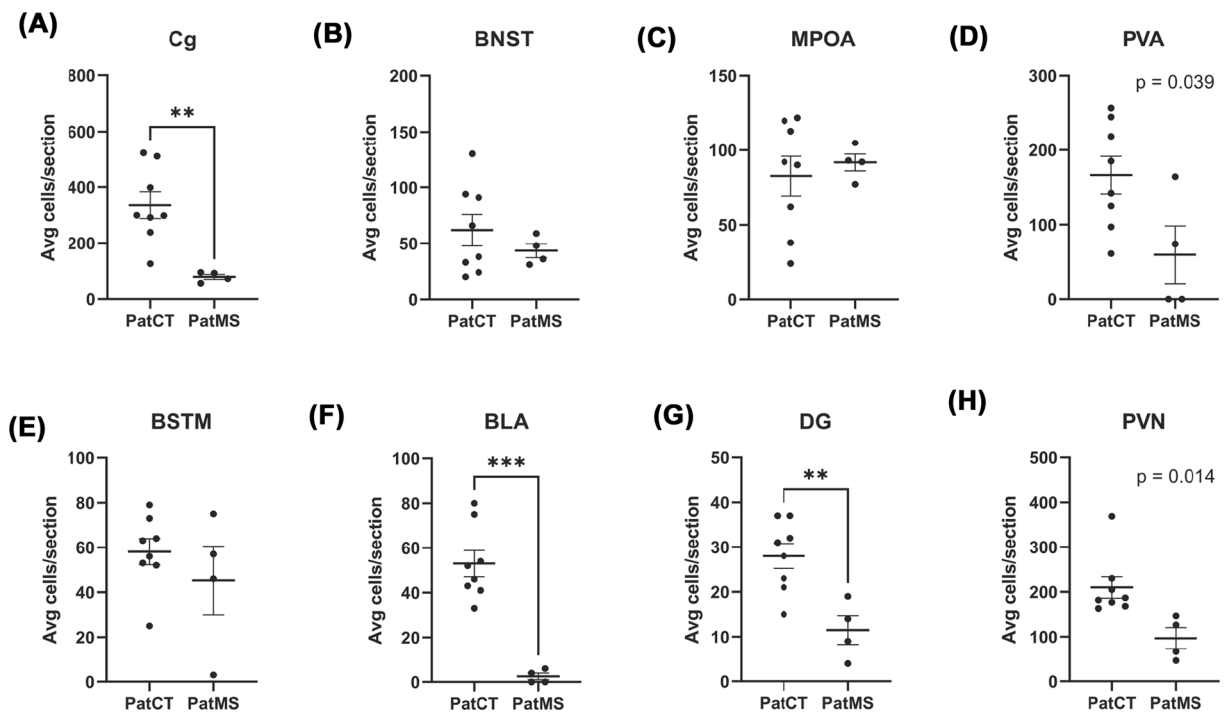 (A)
Cg
Avg cells/section
800
600
400
200
0
**
PatCT PatMS
(B)
BNST
Avg cells/section
200
150
100
50
0
PatCT PatMS
(C)
MPOA
Avg cells/section
150
100
50
0
PatCT PatMS
(D)
PVA
Avg cells/section
300
200
100
0
p = 0.039
PatCT PatMS
(E)
BSTM
Avg cells/section
100
80
60
40
20
0
PatCT PatMS
(F)
BLA
Avg cells/section
100
80
60
40
20
0
***
PatCT PatMS
(G)
DG
Avg cells/section
50
40
30
20
10
0
**
PatCT PatMS
(H)
PVN
Avg cells/section
500
400
300
200
100
0
p = 0.014
PatCT PatMS